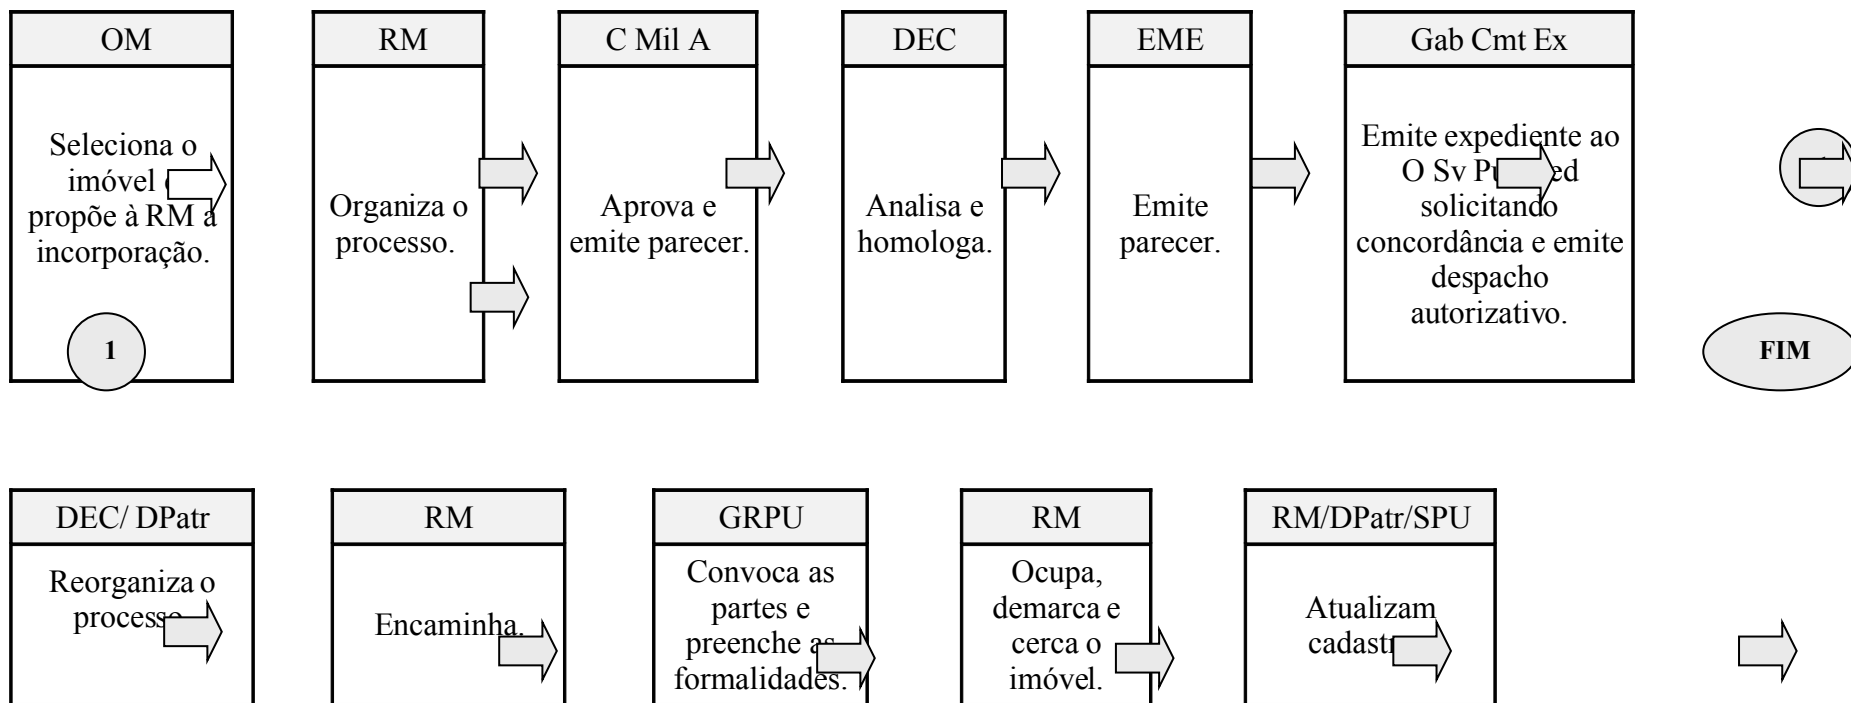 OM
Seleciona o
imóvel
propõe à RM a
incorporação.
1
RM
Organiza o
processo.
C Mil A
Aprova e
emite parecer.
DEC
Analisa e
homologa.
EME
Emite
parecer.
Gab Cmt Ex
Emite expediente ao
O Sv
solicitando
concordância e emite
despacho
autorizativo.
FIM
DEC/ DPatr
Reorganiza o
processo
RM
Encaminha.
GRPU
Convoca as
partes e
preenche as
formalidades.
RM
Ocupa,
demarca e
cerca o
imóvel.
RM/DPatr/SPU
Atualizam